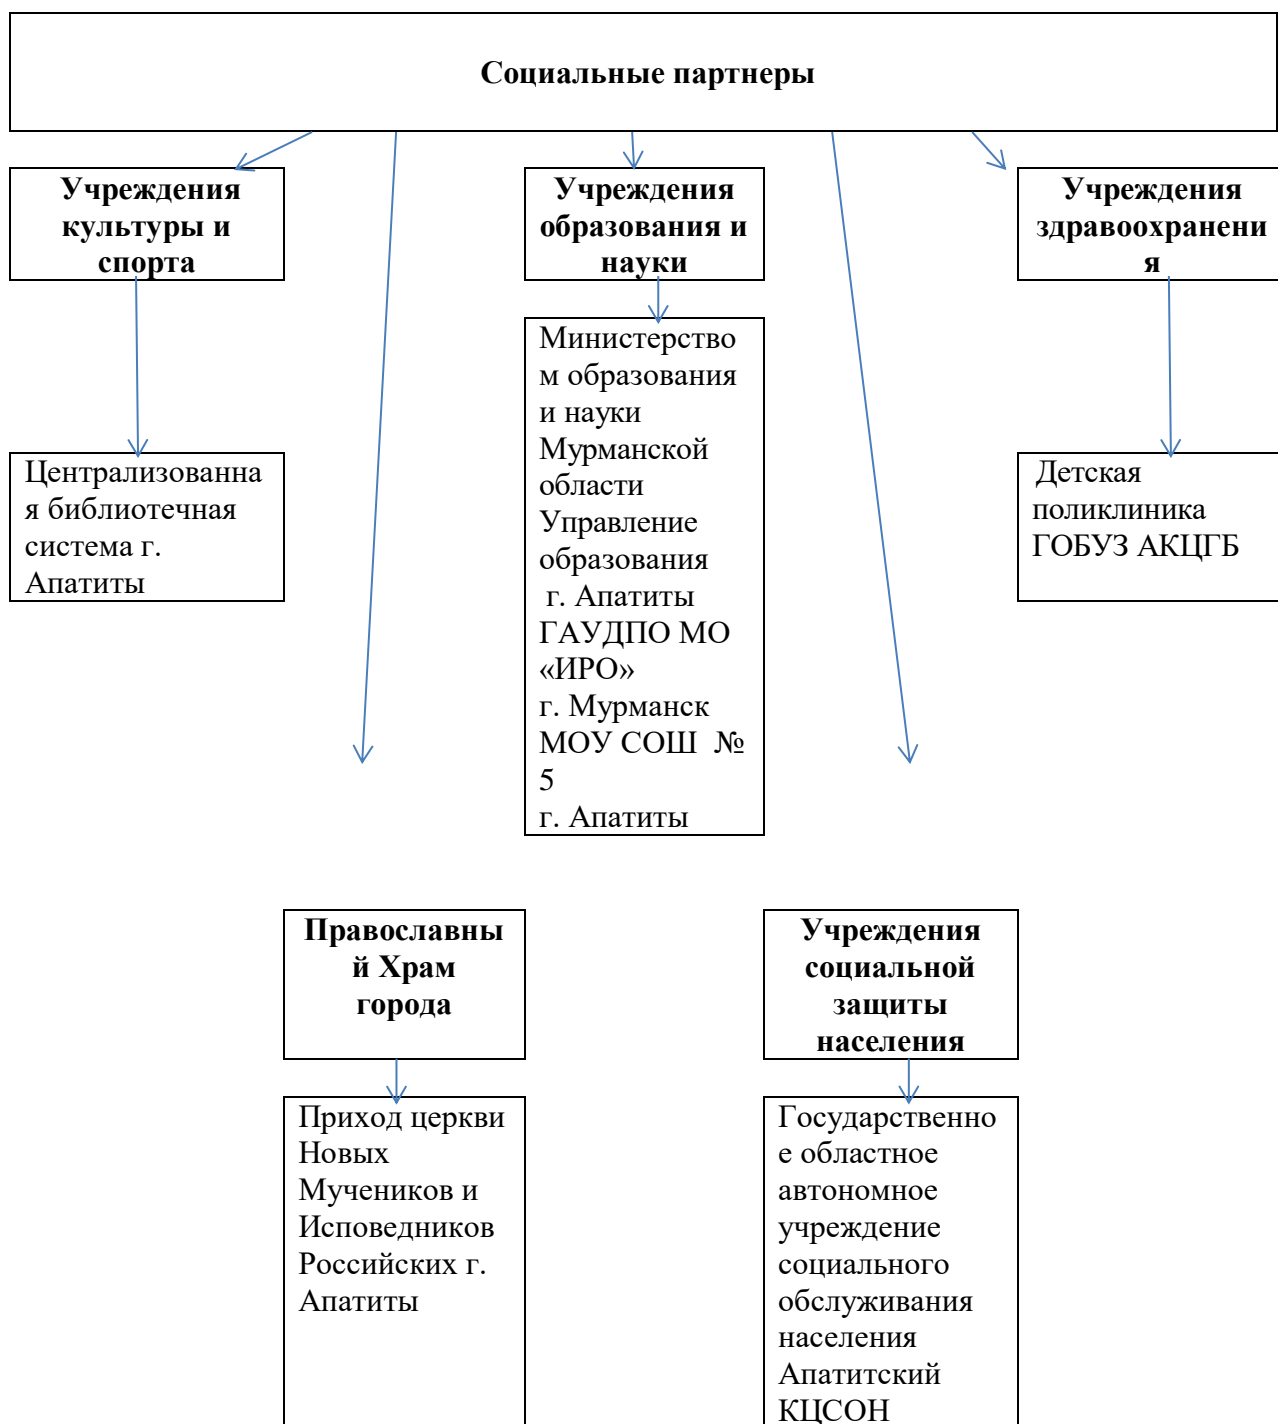 Социальные партнеры
Учреждения
культуры и
спорта
Учреждения
образования и
науки
Учреждения
здравоохранени
я
Министерство
м образования
и науки
Мурманской
области
Управление
образования
г. Апатиты
ГАУДПО МО
«ИРО»
г. Мурманск
МОУ СОШ №
5
г. Апатиты
Централизованна
я библиотечная
система г.
Апатиты
Детская
поликлиника
ГОБУЗ АКЦГБ
Православны
й Храм
города
Учреждения
социальной
защиты
населения
Приход церкви
Новых
Мучеников и
Исповедников
Российских г.
Апатиты
Государственно
е областное
автономное
учреждение
социального
обслуживания
населения
Апатитский
КЦСОН